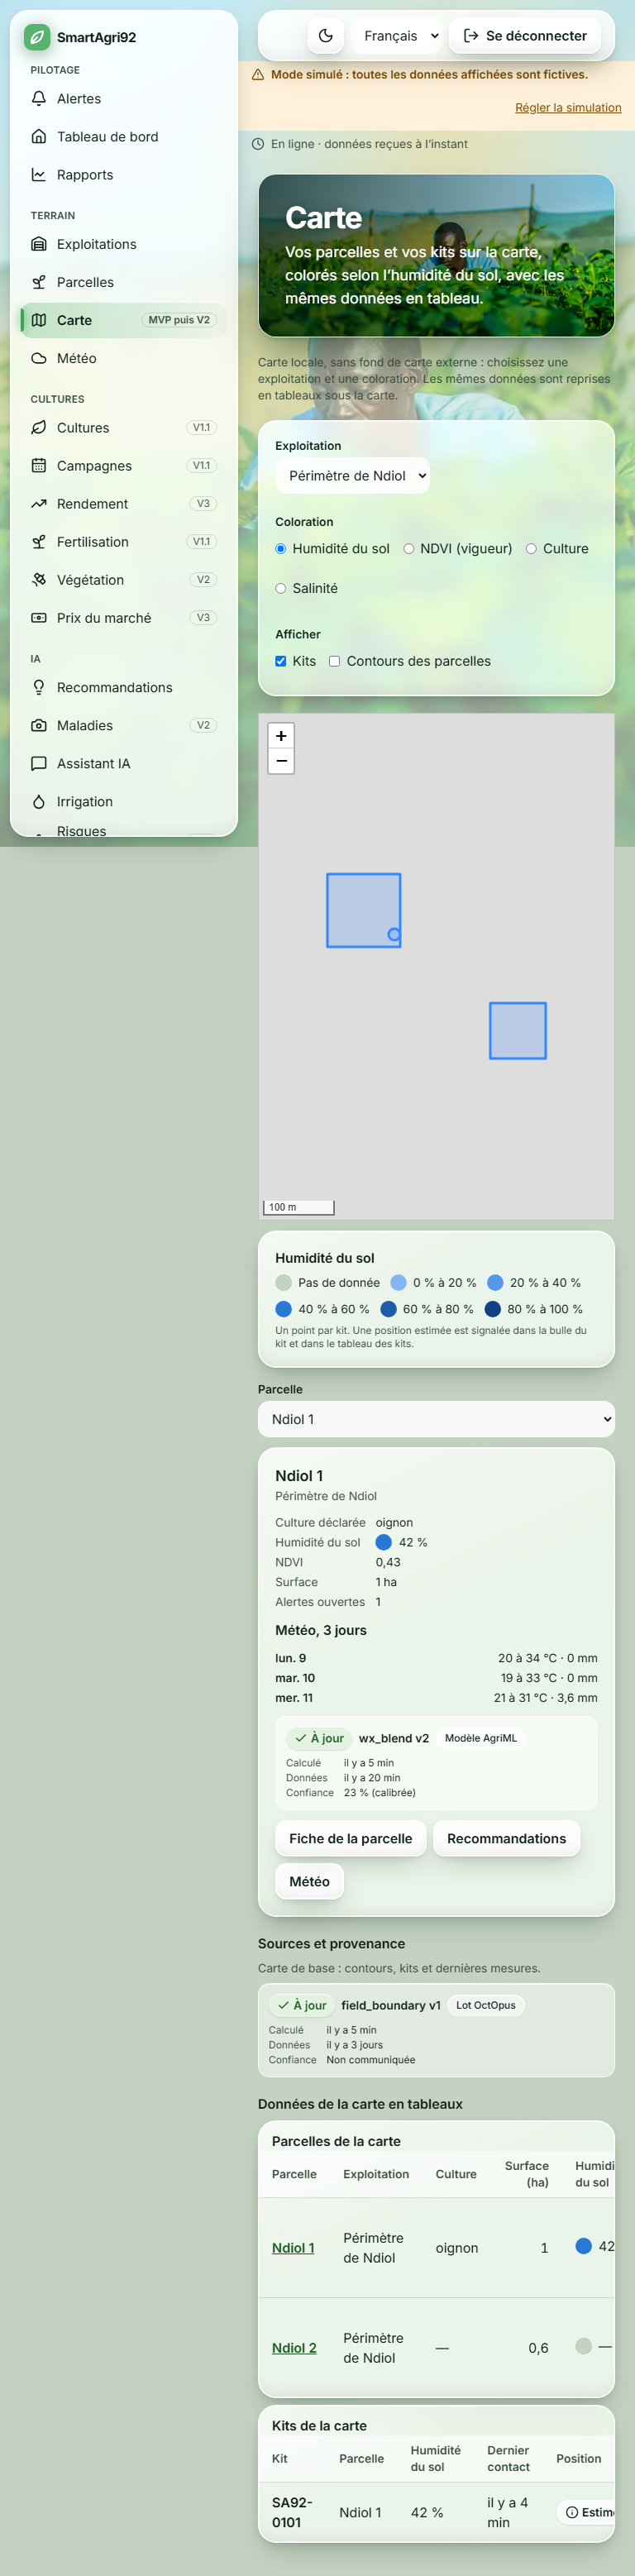 SmartAgri92
PILOTAGE
Alertes
Tableau de bord
Rapports
TERRAIN
Exploitations
Parcelles
Carte MVP puis V2
Météo
CULTURES
Cultures V1.1
Campagnes V1.1
Rendement V3
Fertilisation V1.1
Végétation V2
Prix du marché V3
IA
Recommandations
Maladies V2
Assistant IA
Irrigation
Risques
Français
Se déconnecter
Mode simulé : toutes les données affichées sont fictives.
Régler la simulation
En ligne · données reçues à l'instant
Carte
Vos parcelles et vos kits sur la carte,
colorés selon l'humidité du sol, avec les
mêmes données en tableau.
Carte locale, sans fond de carte externe : choisissez une
exploitation et une coloration. Les mêmes données sont reprises
en tableaux sous la carte.
Exploitation
Périmètre de Ndiol
Coloration
Humidité du sol NDVI (vigueur) Culture
Salinité
Afficher
Kits Contours des parcelles
+
−
100 m
Humidité du sol
Pas de donnée 0 % à 20 % 20 % à 40 %
40 % à 60 % 60 % à 80 % 80 % à 100 %
Un point par kit. Une position estimée est signalée dans la bulle du
kit et dans le tableau des kits.
Parcelle
Ndiol 1
Ndiol 1
Périmètre de Ndiol
Culture déclarée oignon
Humidité du sol 42 %
NDVI 0,43
Surface 1 ha
Alertes ouvertes 1
Météo, 3 jours
lun. 9 20 à 34 °C · 0 mm
mar. 10 19 à 33 °C · 0 mm
mer. 11 21 à 31 °C · 3,6 mm
À jour wx_blend v2 Modèle AgriML
Calculé il y a 5 min
Données il y a 20 min
Confiance 23 % (calibrée)
Fiche de la parcelle Recommandations
Météo
Sources et provenance
Carte de base : contours, kits et dernières mesures.
À jour field_boundary v1 Lot OctOpus
Calculé il y a 5 min
Données il y a 3 jours
Confiance Non communiquée
Données de la carte en tableaux
Parcelles de la carte
Parcelle Exploitation Culture Surface (ha) Humidi du sol
Ndiol 1 Périmètre de Ndiol oignon 1 42
Ndiol 2 Périmètre de Ndiol — 0,6 —
Kits de la carte
Kit Parcelle Humidité du sol Dernier contact Position
SA92-0101 Ndiol 1 42 % il y a 4 min Estim